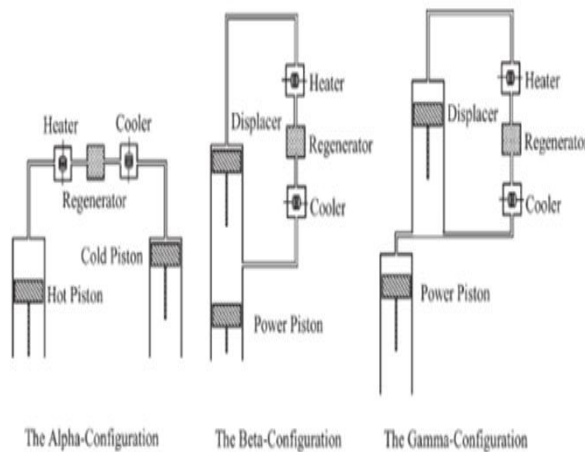 Heater
Cooler
Regenerator
Hot Piston
Cold Piston
The Alpha-Configuration
Displacer
Heater
Regenerator
Cooler
Power Piston
The Beta-Configuration
Displacer
Heater
Regenerator
Cooler
Power Piston
The Gamma-Configuration